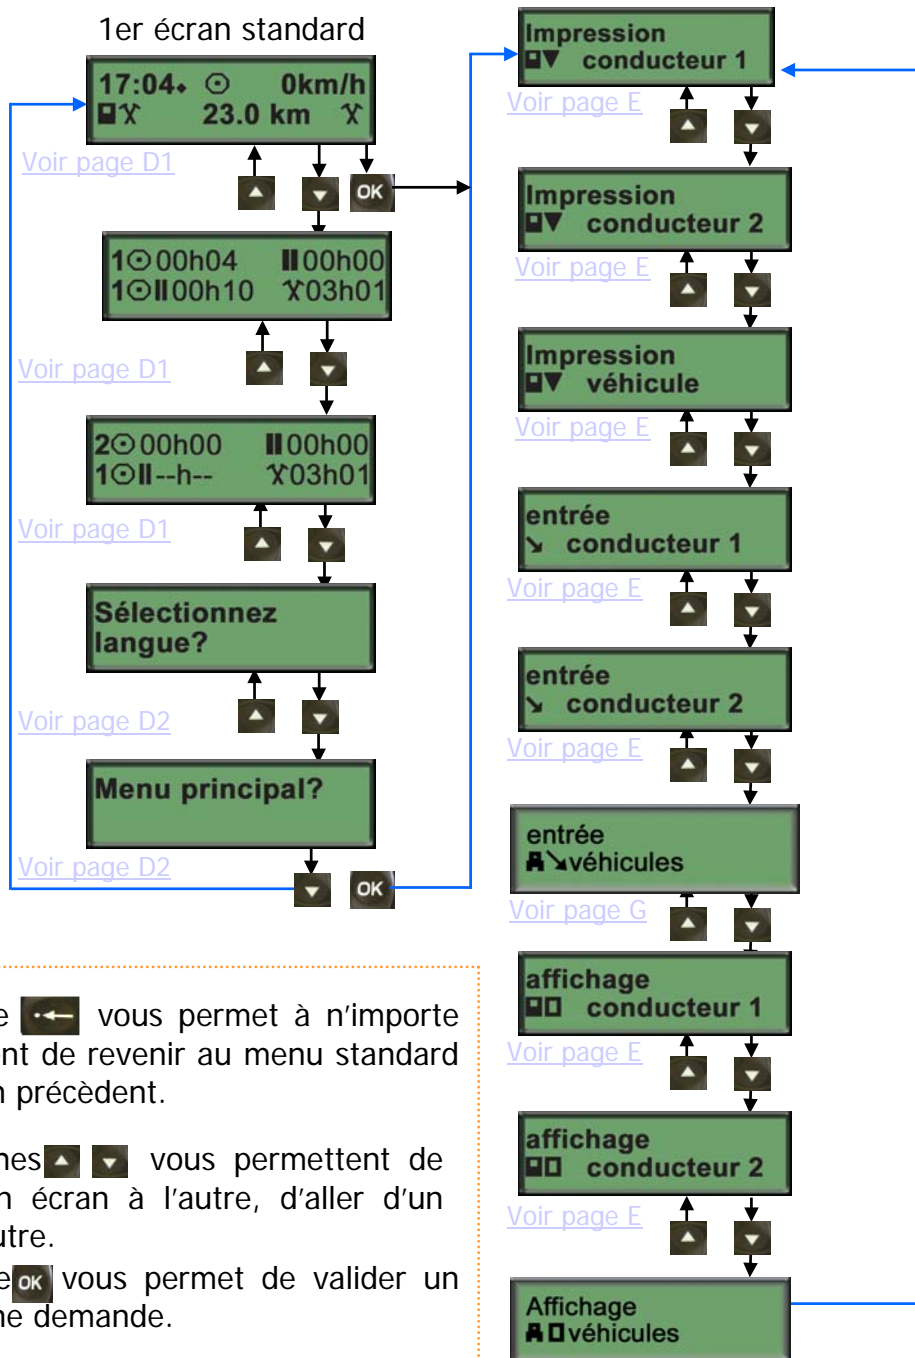 1er écran standard
17:04 0km/h
23.0 km
Voir page D1
OK
1 00h04 00h00
1 00h10 03h01
Voir page D1
2 00h00 00h00
1 --h-- 03h01
Voir page D1
Sélectionnez
langue?
Voir page D2
Menu principal?
Voir page D2
OK
e vous permet à n'importe
ent de revenir au menu standard
n précèdent.
hes vous permettent de
n écran à l'autre, d'aller d'un
utre.
e OK vous permet de valider un
ne demande.
Impression
conducteur 1
Voir page E
Impression
conducteur 2
Voir page E
Impression
véhicule
Voir page E
entrée
conducteur 1
Voir page E
entrée
conducteur 2
Voir page E
entrée
véhicules
Voir page G
affichage
conducteur 1
Voir page E
affichage
conducteur 2
Voir page E
Affichage
véhicules